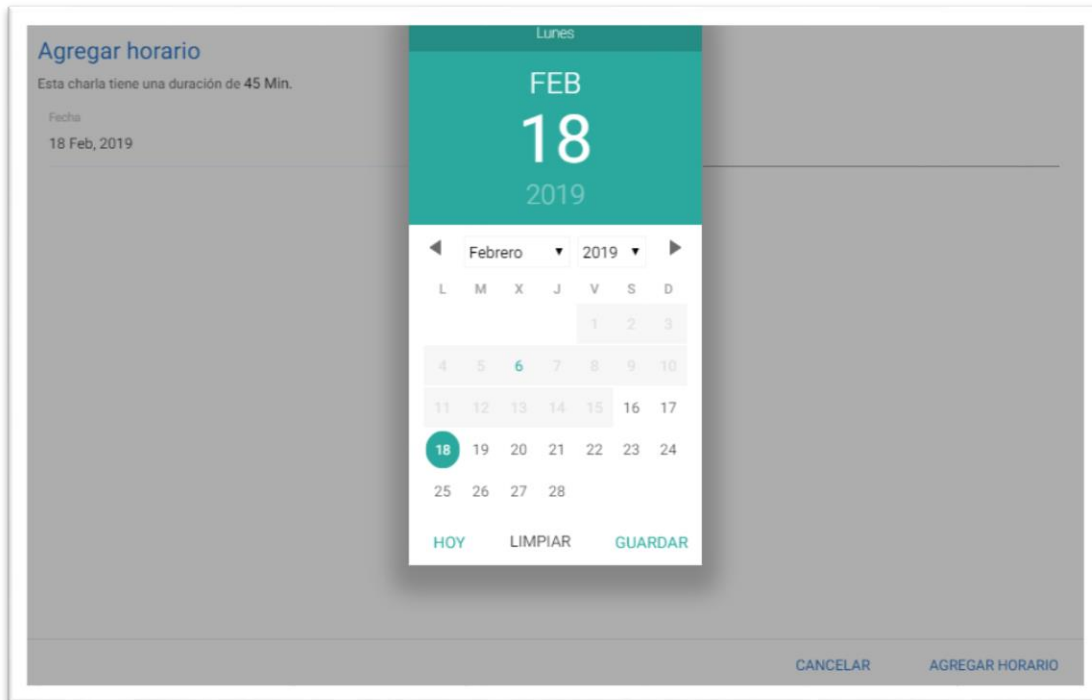 Agregar horario
Esta charla tiene una duración de 45 Min.
Fecha
18 Feb, 2019
Lunes
FEB
18
2019
Febrero 2019
L M X J V S D
1 2 3
4 5 6 7 8 9 10
11 12 13 14 15 16 17
18 19 20 21 22 23 24
25 26 27 28
HOY LIMPIAR GUARDAR
CANCELAR AGREGAR HORARIO